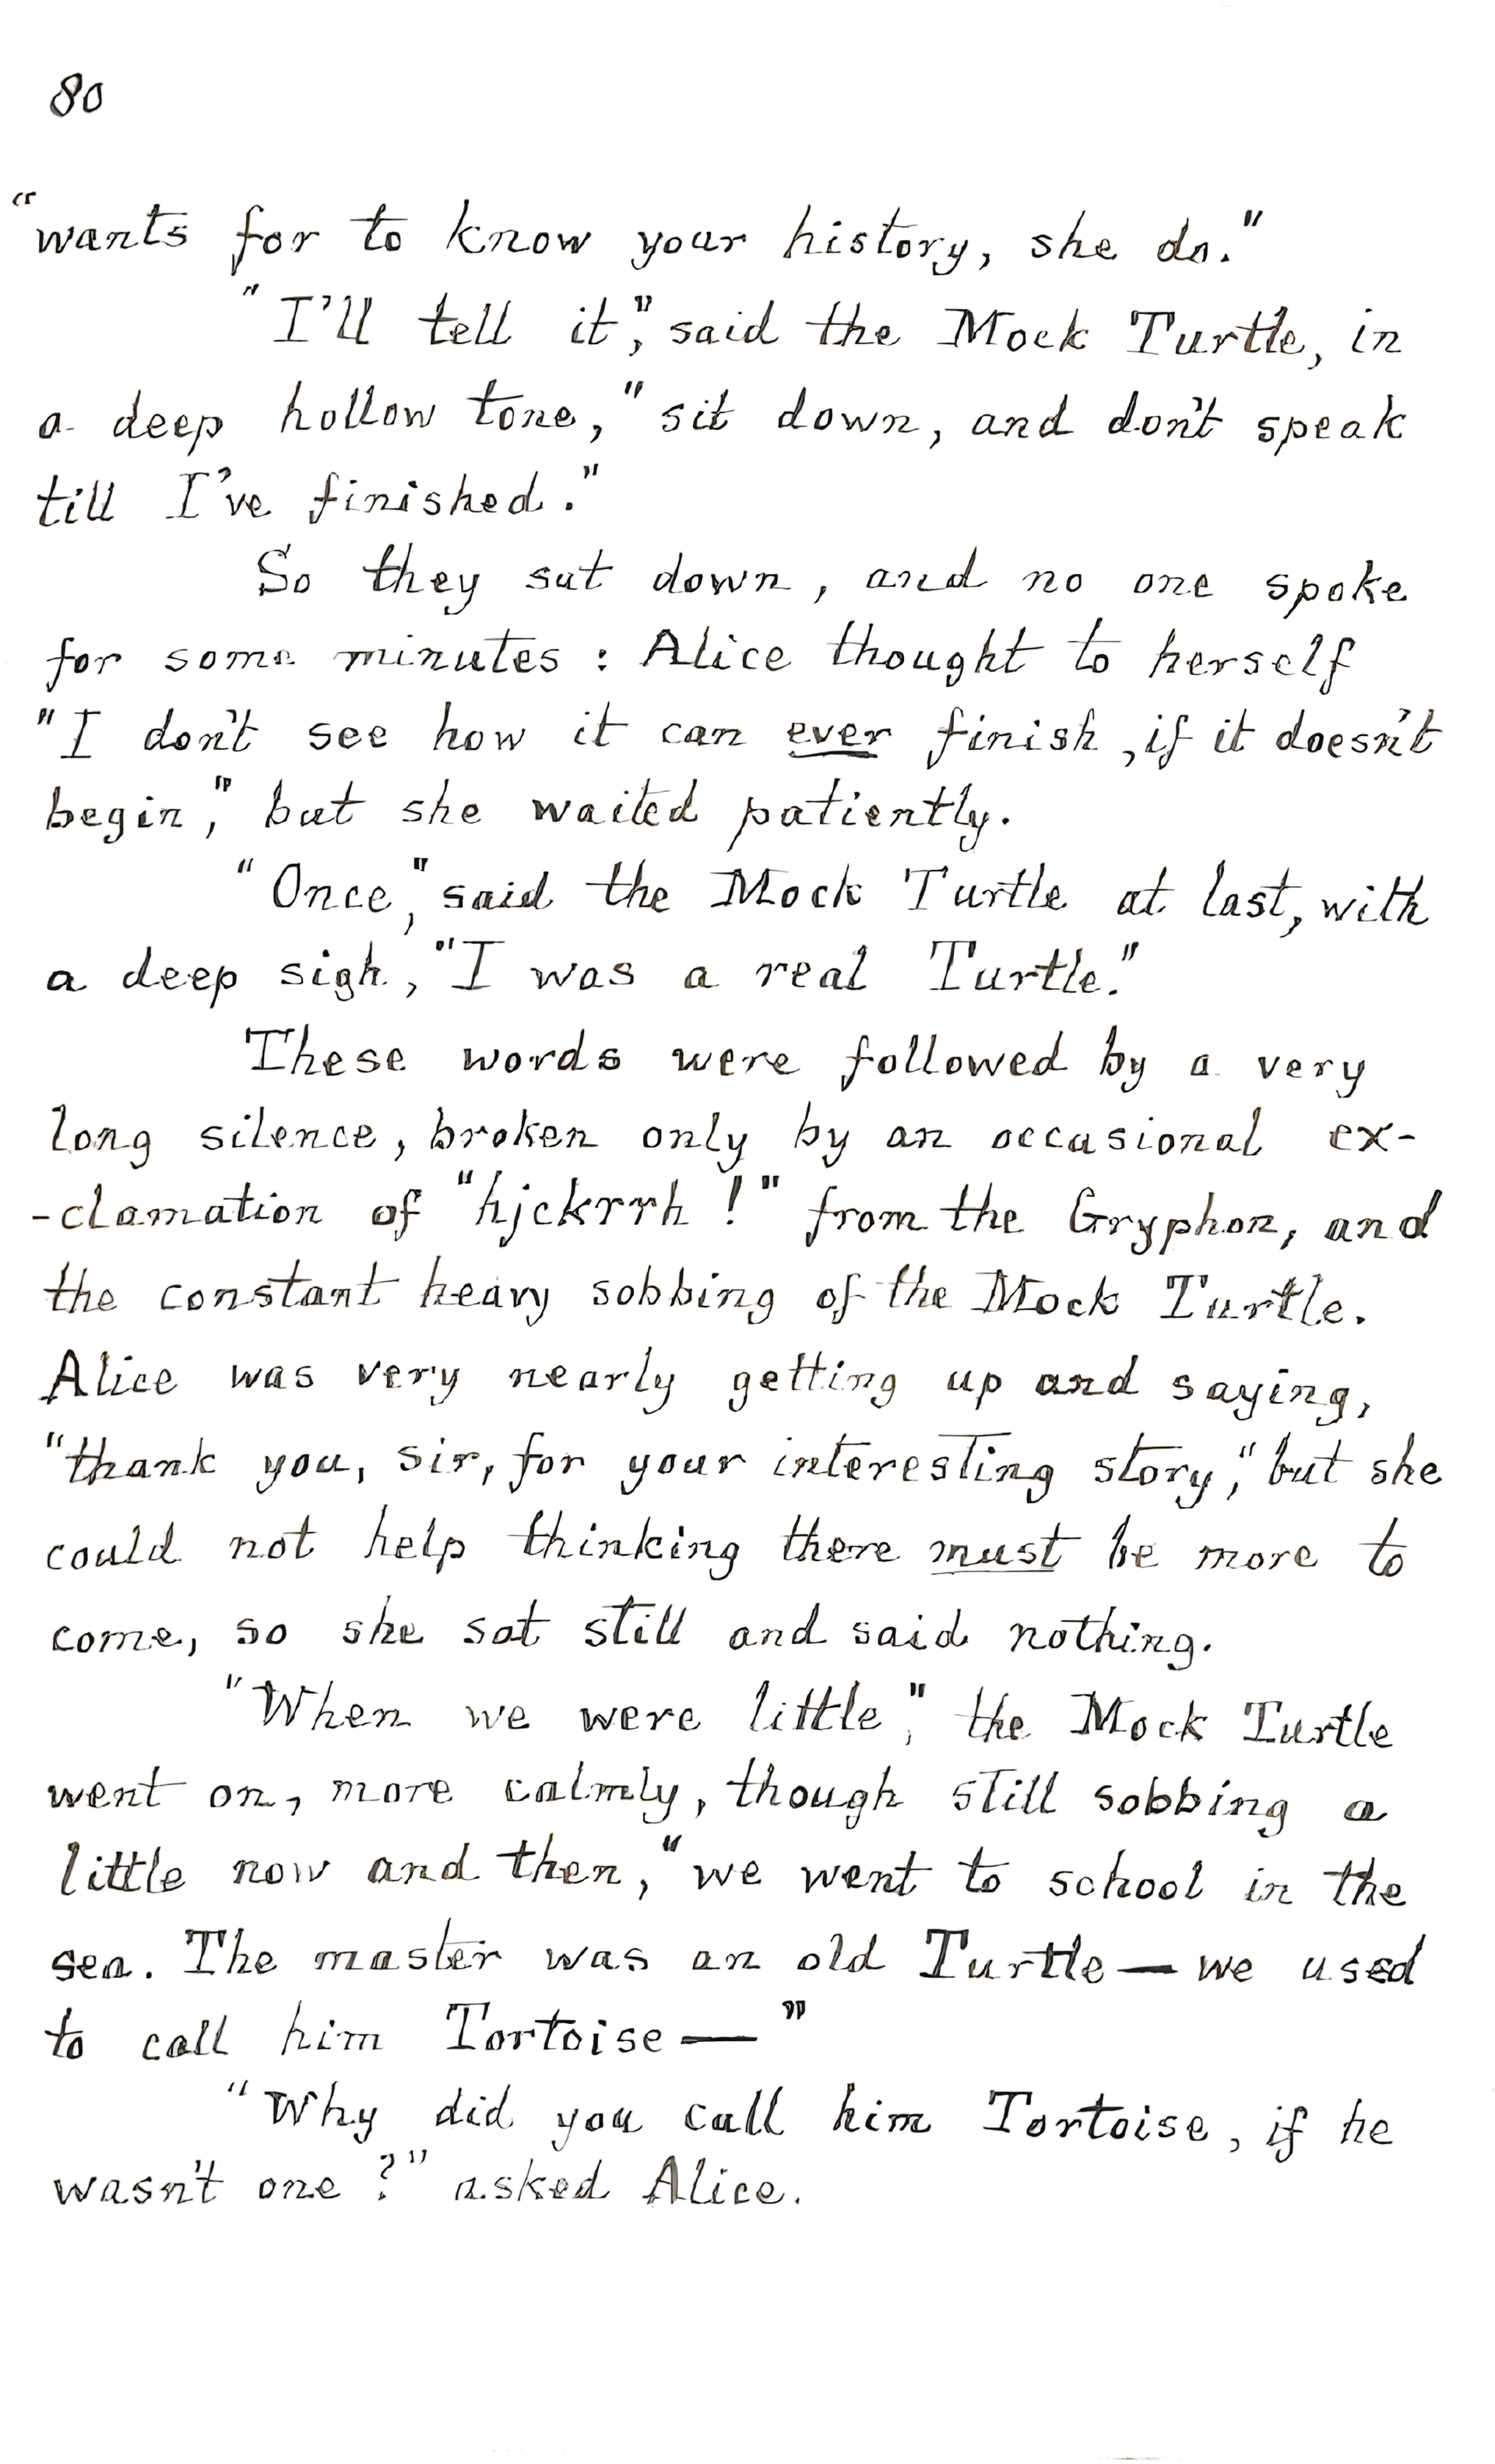 80
"wants for to know your history, she do."
"I'll tell it," said the Mock Turtle, in
a deep hollow tone, "sit down, and don't speak
till I've finished."
So they sat down, and no one spoke
for some minutes: Alice thought to herself
"I don't see how it can ever finish, if it doesn't
begin," but she waited patiently.
"Once," said the Mock Turtle at last, with
a deep sigh, "I was a real Turtle."
These words were followed by a very
long silence, broken only by an occasional ex-
-clamation of "hjckrrh!" from the Gryphon, and
the constant heavy sobbing of the Mock Turtle.
Alice was very nearly getting up and saying,
"thank you, sir, for your interesting story," but she
could not help thinking there must be more to
come, so she sat still and said nothing.
"When we were little," the Mock Turtle
went on, more calmly, though still sobbing a
little now and then, "we went to school in the
sea. The master was an old Turtle — we used
to call him Tortoise — "
"Why did you call him Tortoise, if he
wasn't one?" asked Alice.